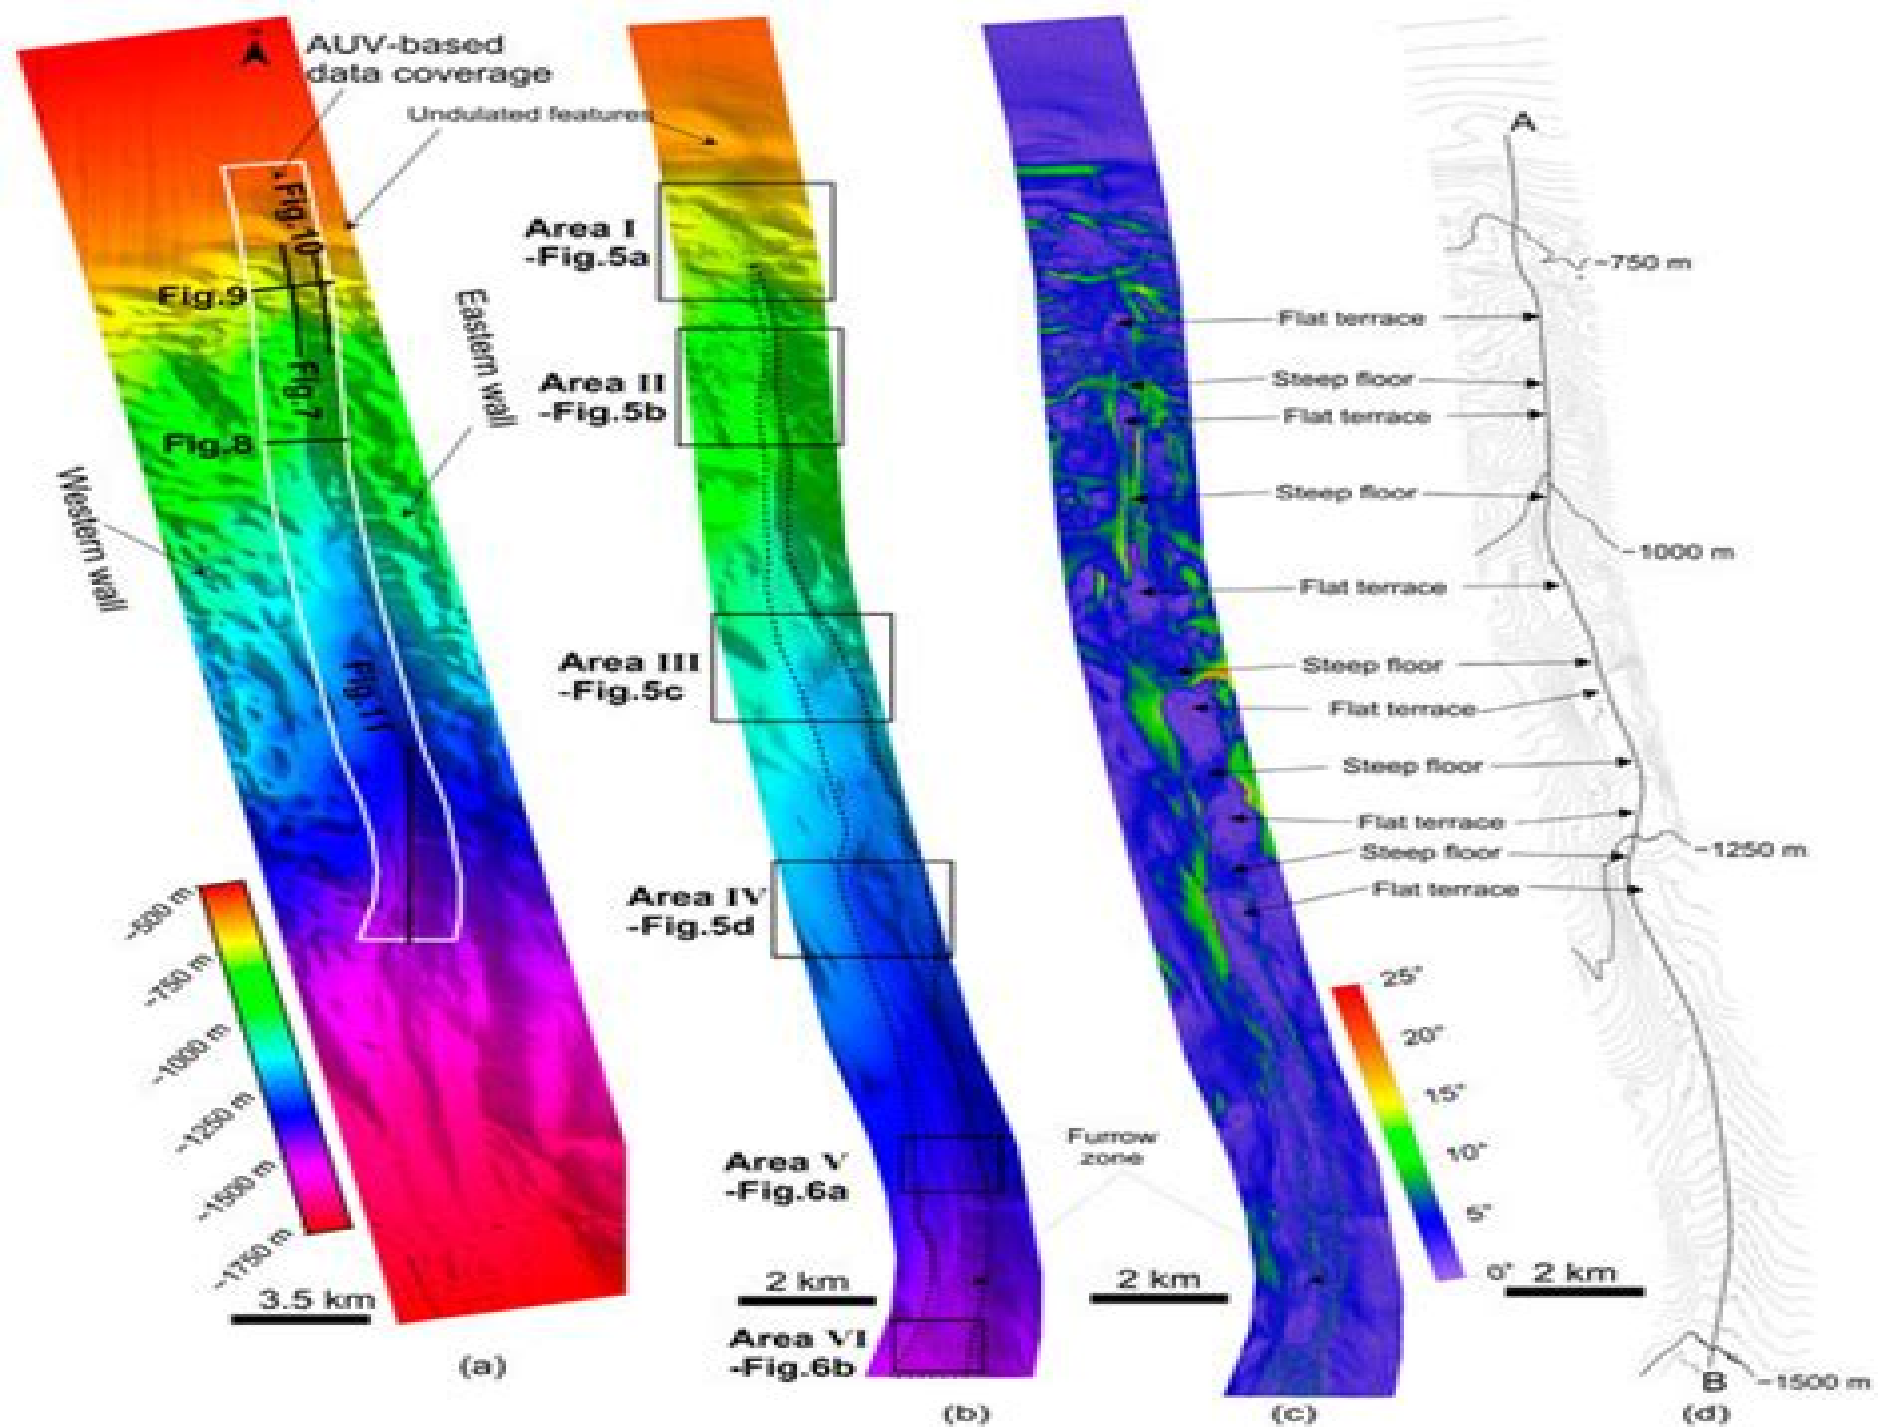 AUV-based
data coverage
Undulated features
A
Fig.10
Fig.9
Fig.7
Fig.8
Fig.11
Eastern wall
Western wall
~500 m
~750 m
~1000 m
~1250 m
~1500 m
~1750 m
3.5 km
(a)
Area I
-Fig.5a
Area II
-Fig.5b
Area III
-Fig.5c
Area IV
-Fig.5d
Area V
-Fig.6a
2 km
Area VI
-Fig.6b
(b)
Furrow
zone
2 km
(c)
25°
20°
15°
10°
5°
0°
Flat terrace
Steep floor
Flat terrace
Steep floor
Flat terrace
Steep floor
Flat terrace
Steep floor
Flat terrace
Steep floor
Flat terrace
A
~750 m
~1000 m
~1250 m
2 km
B
~1500 m
(d)